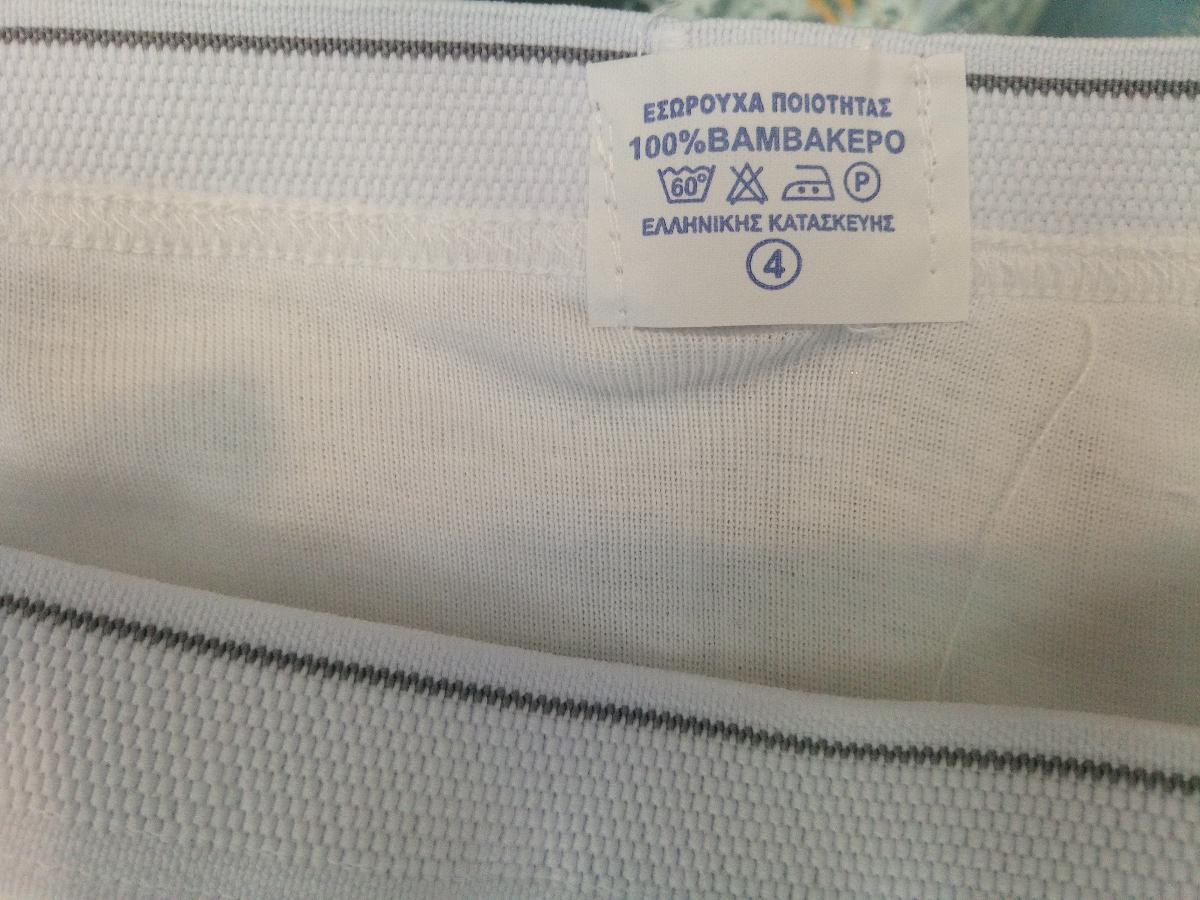 ΕΣΩΡΟΥΧΑ ΠΟΙΟΤΗΤΑΣ
100%ΒΑΜΒΑΚΕΡΟ
60° P
ΕΛΛΗΝΙΚΗΣ ΚΑΤΑΣΚΕΥΗΣ
4